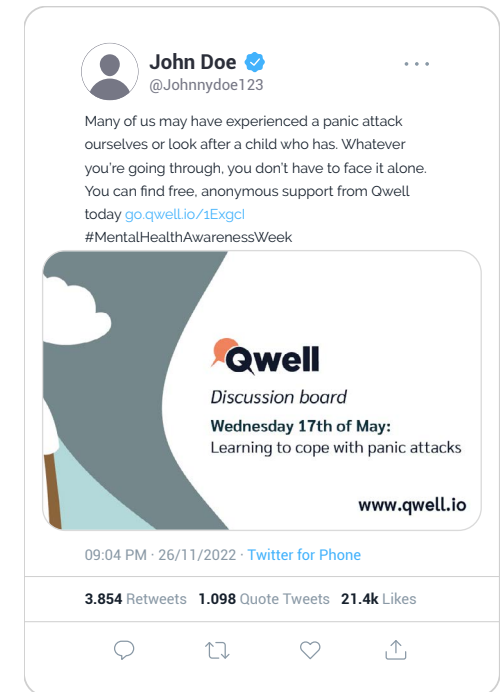 John Doe
@Johnnydoe123
Many of us may have experienced a panic attack
ourselves or look after a child who has. Whatever
you're going through, you don't have to face it alone.
You can find free, anonymous support from Qwell
today go.qwell.io/1ExgcI
#MentalHealthAwarenessWeek
Qwell
Discussion board
Wednesday 17th of May:
Learning to cope with panic attacks
www.qwell.io
09:04 PM · 26/11/2022 · Twitter for Phone
3.854 Retweets 1.098 Quote Tweets 21.4k Likes